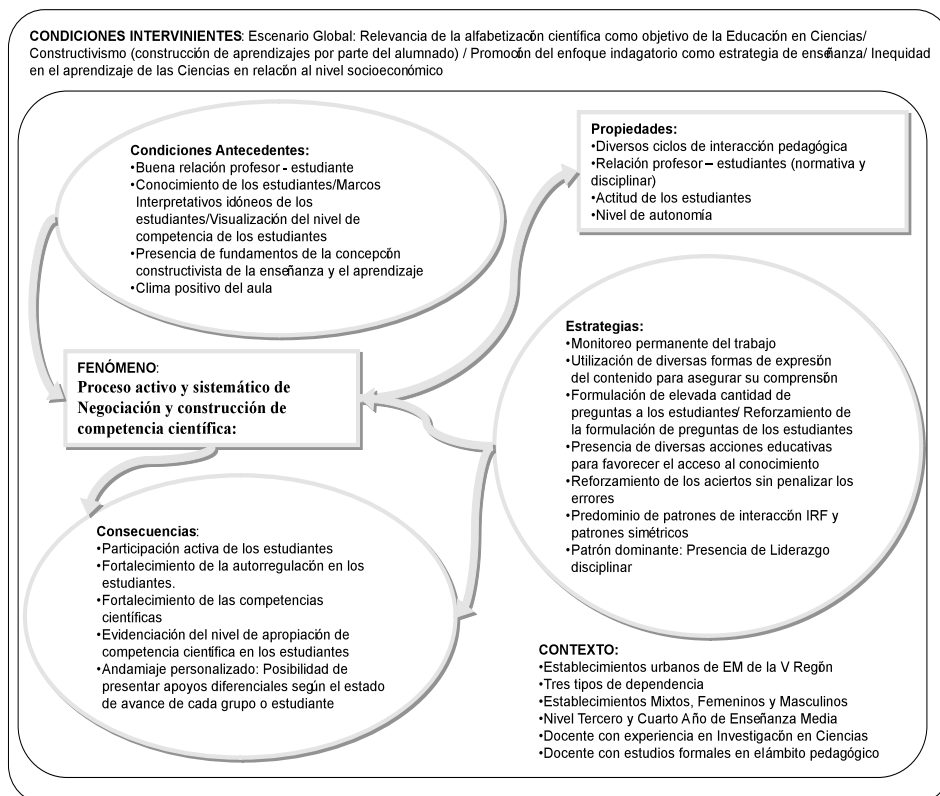 CONDICIONES INTERVINIENTES: Escenario Global: Relevancia de la alfabetización científica como objetivo de la Educación en Ciencias/
Constructivismo (construcción de aprendizajes por parte del alumnado) / Promoción del enfoque indagatorio como estrategia de enseñanza/ Inequidad
en el aprendizaje de las Ciencias en relación al nivel socioeconómico
Condiciones Antecedentes:
•Buena relación profesor - estudiante
•Conocimiento de los estudiantes/Marcos
Interpretativos idóneos de los
estudiantes/Visualización del nivel de
competencia de los estudiantes
•Presencia de fundamentos de la concepción
constructivista de la enseñanza y el aprendizaje
•Clima positivo del aula
Propiedades:
•Diversos ciclos de interacción pedagógica
•Relación profesor – estudiantes (normativa y
disciplinar)
•Actitud de los estudiantes
•Nivel de autonomía
FENÓMENO:
Proceso activo y sistemático de
Negociación y construcción de
competencia científica:
Estrategias:
•Monitoreo permanente del trabajo
•Utilización de diversas formas de expresión
del contenido para asegurar su comprensión
•Formulación de elevada cantidad de
preguntas a los estudiantes/ Reforzamiento de
la formulación de preguntas de los estudiantes
•Presencia de diversas acciones educativas
para favorecer el acceso al conocimiento
•Reforzamiento de los aciertos sin penalizar los
errores
•Predominio de patrones de interacción IRF y
patrones simétricos
•Patrón dominante: Presencia de Liderazgo
disciplinar
Consecuencias:
•Participación activa de los estudiantes
•Fortalecimiento de la autorregulación en los
estudiantes.
•Fortalecimiento de las competencias
científicas
•Evidenciación del nivel de apropiación de
competencia científica en los estudiantes
•Andamiaje personalizado: Posibilidad de
presentar apoyos diferenciales según el estado
de avance de cada grupo o estudiante
CONTEXTO:
•Establecimientos urbanos de EM de la V Región
•Tres tipos de dependencia
•Establecimientos Mixtos, Femeninos y Masculinos
•Nivel Tercero y Cuarto Año de Enseñanza Media
•Docente con experiencia en Investigación en Ciencias
•Docente con estudios formales en elámbito pedagógico